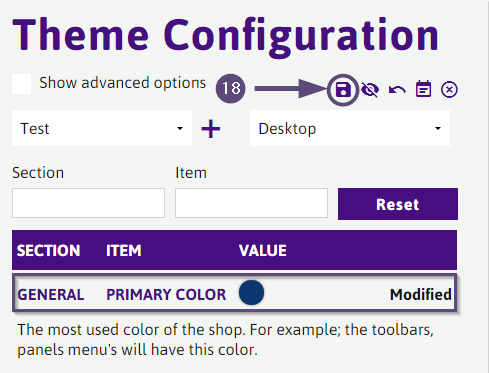 Theme Configuration
Show advanced options 18
Test Desktop
Section Item
Reset
SECTION ITEM VALUE
GENERAL PRIMARY COLOR Modified
The most used color of the shop. For example; the toolbars,
panels menu's will have this color.